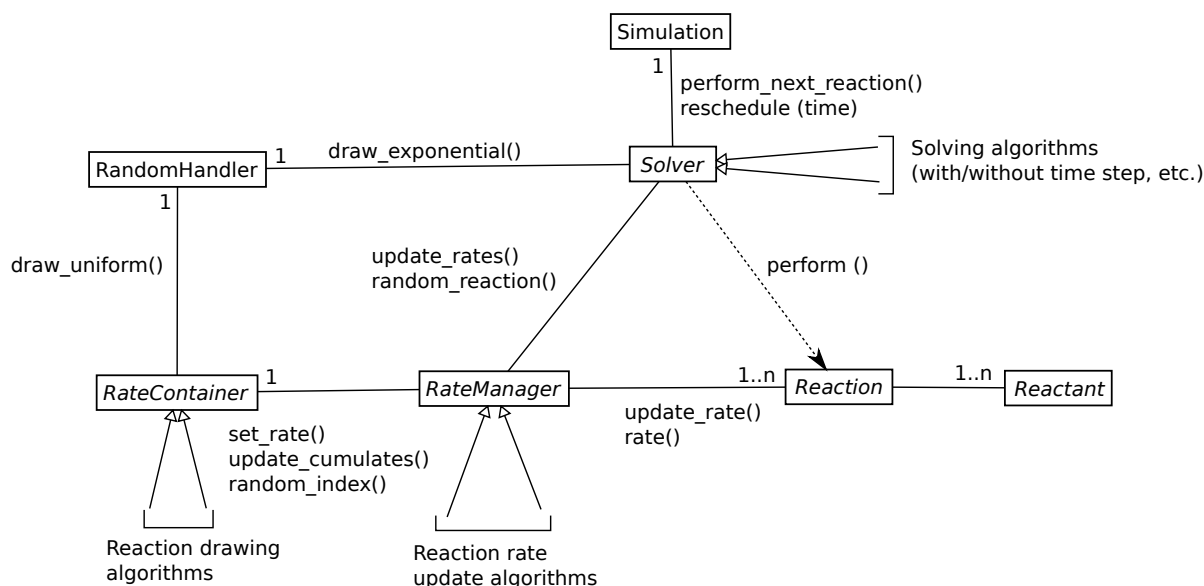 Simulation
1
perform_next_reaction()
reschedule (time)
RandomHandler
1
draw_exponential()
Solver
Solving algorithms
(with/without time step, etc.)
1
draw_uniform()
update_rates()
random_reaction()
perform ()
RateContainer
1
RateManager
1..n
Reaction
1..n
Reactant
update_rate()
rate()
set_rate()
update_cumulates()
random_index()
Reaction drawing
algorithms
Reaction rate
update algorithms